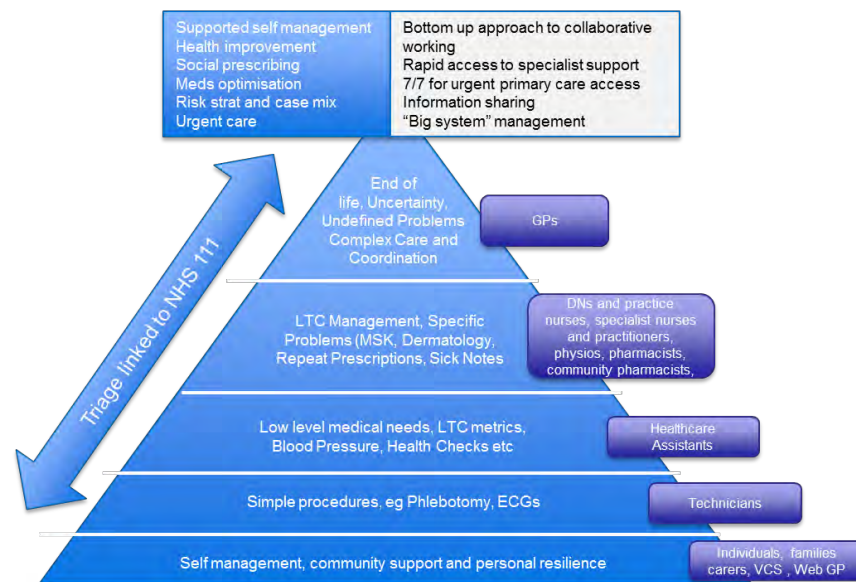 Supported self management
Health improvement
Social prescribing
Meds optimisation
Risk strat and case mix
Urgent care
Bottom up approach to collaborative
working
Rapid access to specialist support
7/7 for urgent primary care access
Information sharing
“Big system” management
Triage linked to NHS 111
End of
life, Uncertainty,
Undefined Problems
Complex Care and
Coordination
GPs
LTC Management, Specific
Problems (MSK, Dermatology,
Repeat Prescriptions, Sick Notes
DNs and practice
nurses, specialist nurses
and practitioners,
physios, pharmacists,
community pharmacists,
Low level medical needs, LTC metrics,
Blood Pressure, Health Checks etc
Healthcare
Assistants
Simple procedures, eg Phlebotomy, ECGs
Technicians
Self management, community support and personal resilience
Individuals, families
carers, VCS , Web GP